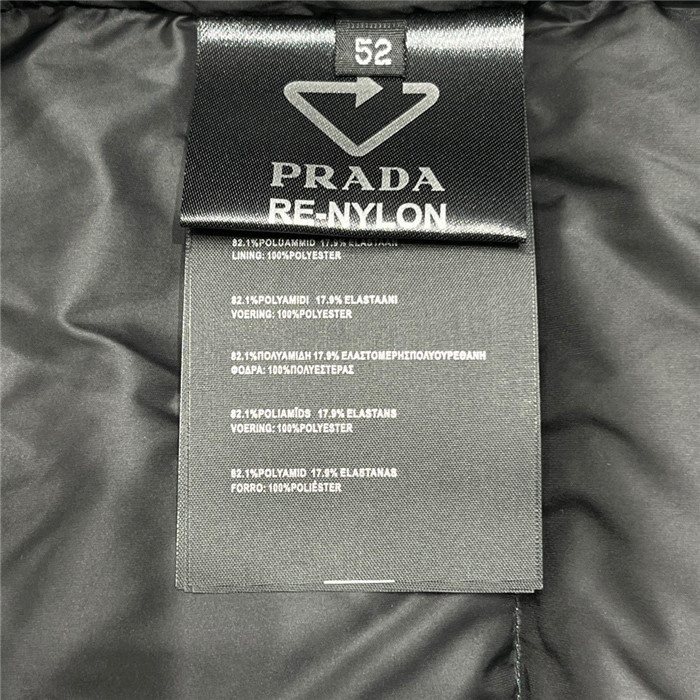 52
PRADA
RE-NYLON
82.1%POLUAMMID 17.9% ELASTAAN
LINING: 100%POLYESTER
82.1%POLYAMIDI 17.9% ELASTAANI
VOERING: 100%POLYESTER
82.1%ΠΟΛΥΑΜΙΔΗ 17.9% ΕΛΑΣΤΟΜΕΡΗΣΠΟΛΥΟΥΡΕΘΑΝΗ
ΦΟΔΡΑ: 100%ΠΟΛΥΕΣΤΕΡΑΣ
82.1%POLIAMĪDS 17.9% ELASTANS
VOERING: 100%POLYESTER
82.1%POLYAMID 17.9% ELASTANAS
FORRO: 100%POLIÉSTER